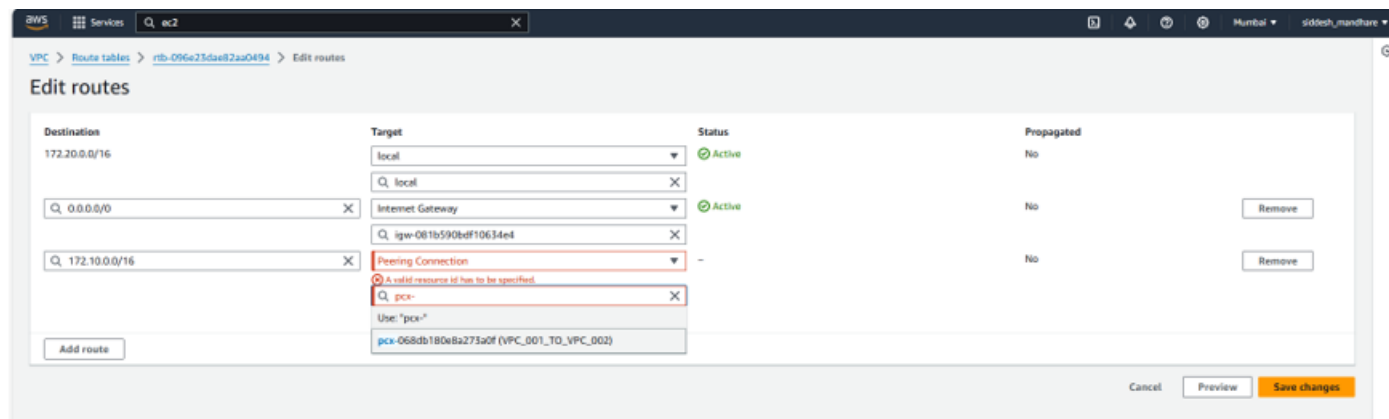 aws Services ec2 Mumbai siddesh_mandhare
VPC > Route tables > rtb-096e23dae82aa0494 > Edit routes
Edit routes
Destination Target Status Propagated
172.20.0.0/16 local Active No
local
0.0.0.0/0 Internet Gateway Active No Remove
igw-081b590bdf10634e4
172.10.0.0/16 Peering Connection – No Remove
A valid resource id has to be specified.
pcx-
Use: "pcx-"
pcx-068db180e8a273a0f (VPC_001_TO_VPC_002)
Add route
Cancel Preview Save changes